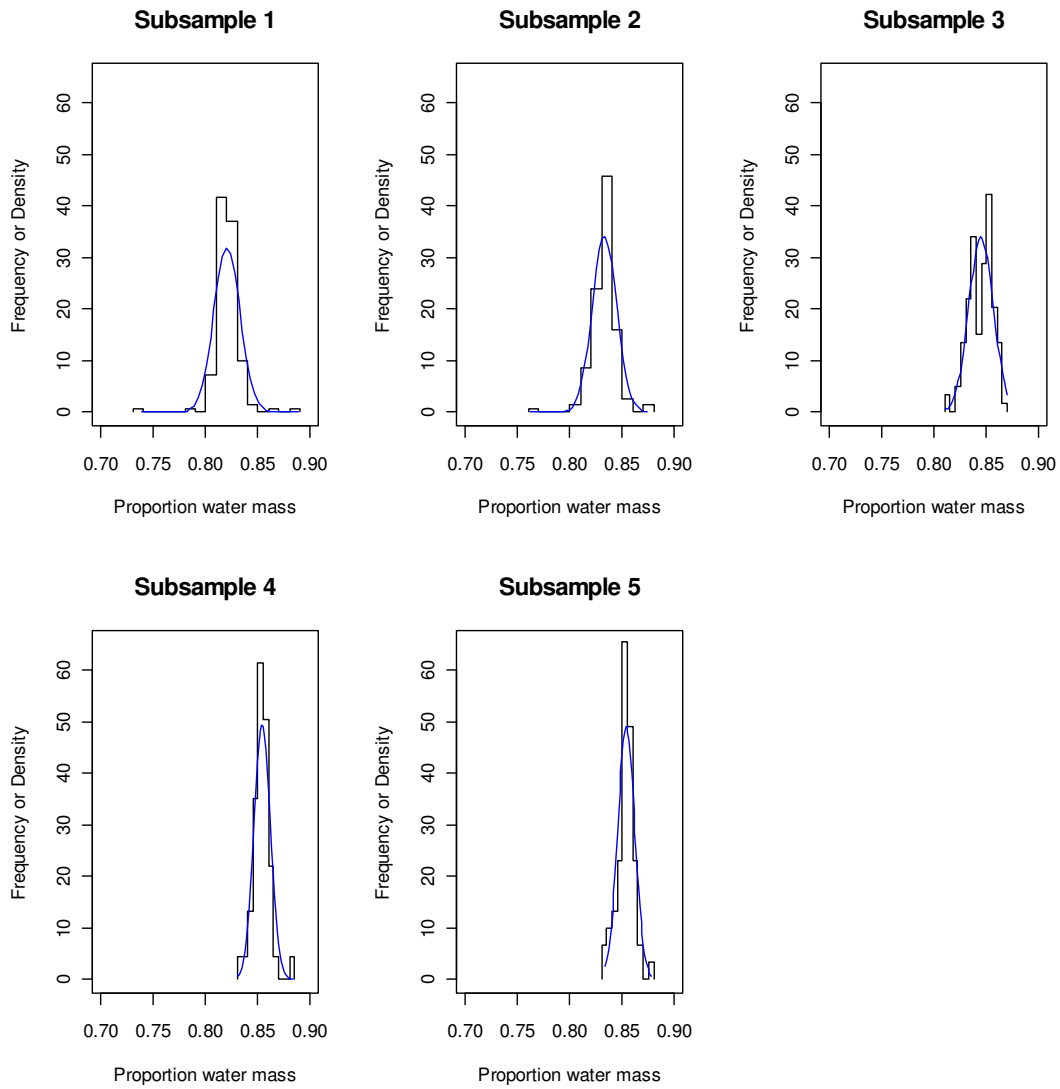 Subsample 1
Frequency or Density
0 10 20 30 40 50 60
0.70 0.75 0.80 0.85 0.90
Proportion water mass
Subsample 2
Frequency or Density
0 10 20 30 40 50 60
0.70 0.75 0.80 0.85 0.90
Proportion water mass
Subsample 3
Frequency or Density
0 10 20 30 40 50 60
0.70 0.75 0.80 0.85 0.90
Proportion water mass
Subsample 4
Frequency or Density
0 10 20 30 40 50 60
0.70 0.75 0.80 0.85 0.90
Proportion water mass
Subsample 5
Frequency or Density
0 10 20 30 40 50 60
0.70 0.75 0.80 0.85 0.90
Proportion water mass